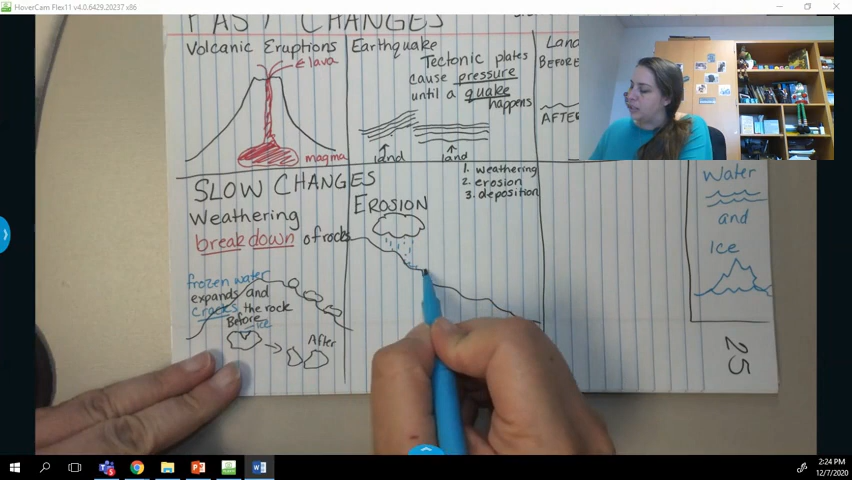 HoverCam Flex11 v4.0.6429.20237 x86
FAST CHANGES
Volcanic Eruptions
lava
magma
Earthquake
Tectonic plates
cause pressure
until a quake
happens
land
land
Land
BEFORE
AFTER
SLOW CHANGES
Weathering
breakdown of rocks
frozen water
expands and
cracks the rock
Before
ice
After
EROSION
1. weathering
2. erosion
3. deposition
Water
and
Ice
25
2:24 PM
12/7/2020